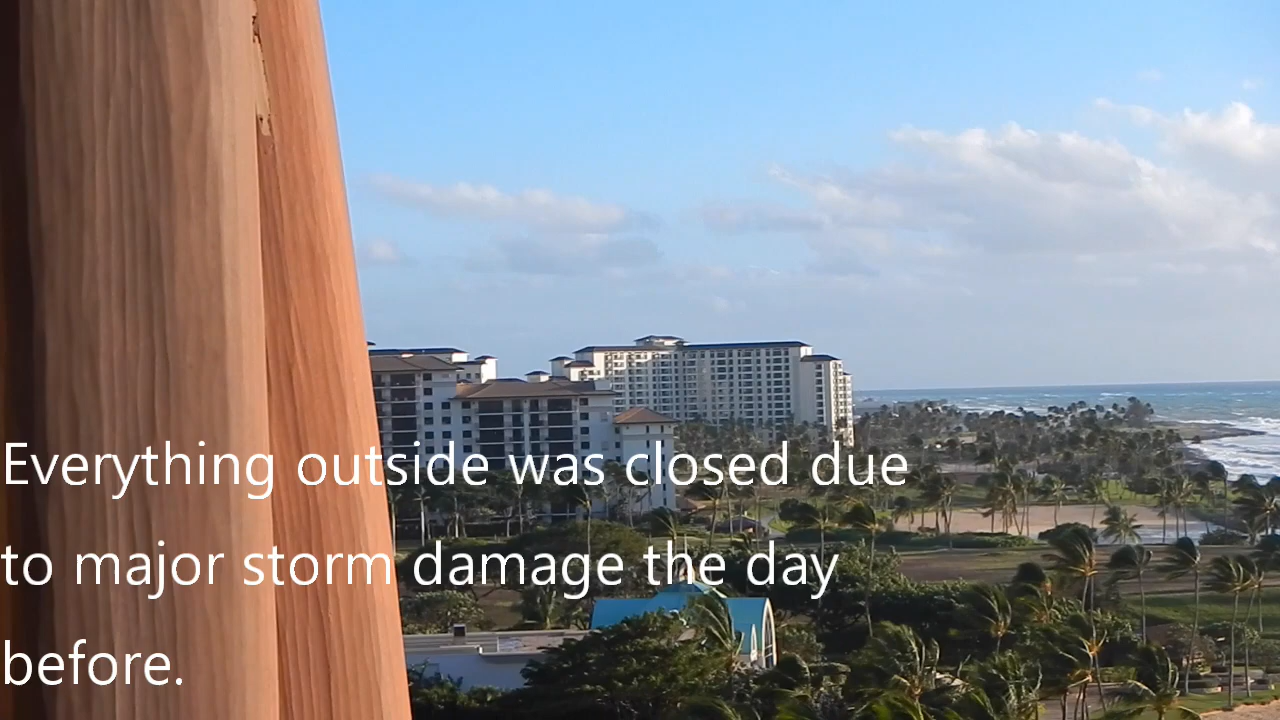 Everything outside was closed due
to major storm damage the day
before.